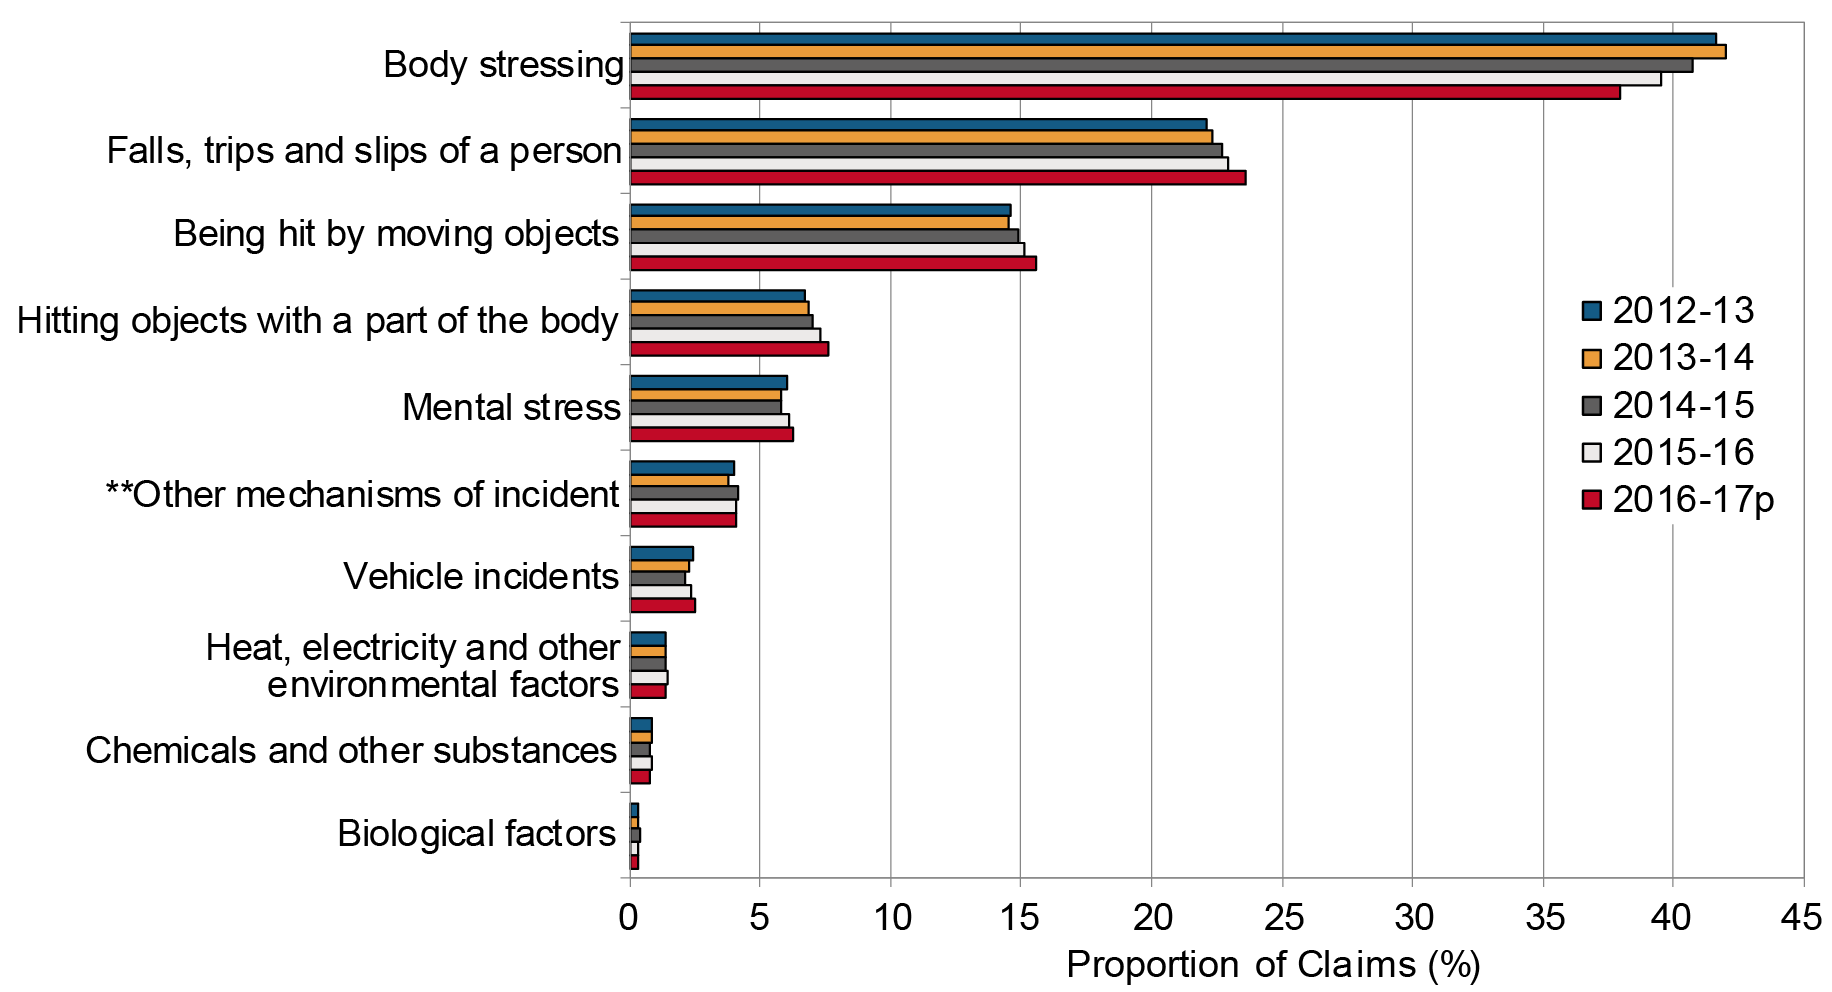 Body stressing
Falls, trips and slips of a person
Being hit by moving objects
Hitting objects with a part of the body
Mental stress
**Other mechanisms of incident
Vehicle incidents
Heat, electricity and other
environmental factors
Chemicals and other substances
Biological factors
2012-13
2013-14
2014-15
2015-16
2016-17p
0 5 10 15 20 25 30 35 40 45
Proportion of Claims (%)